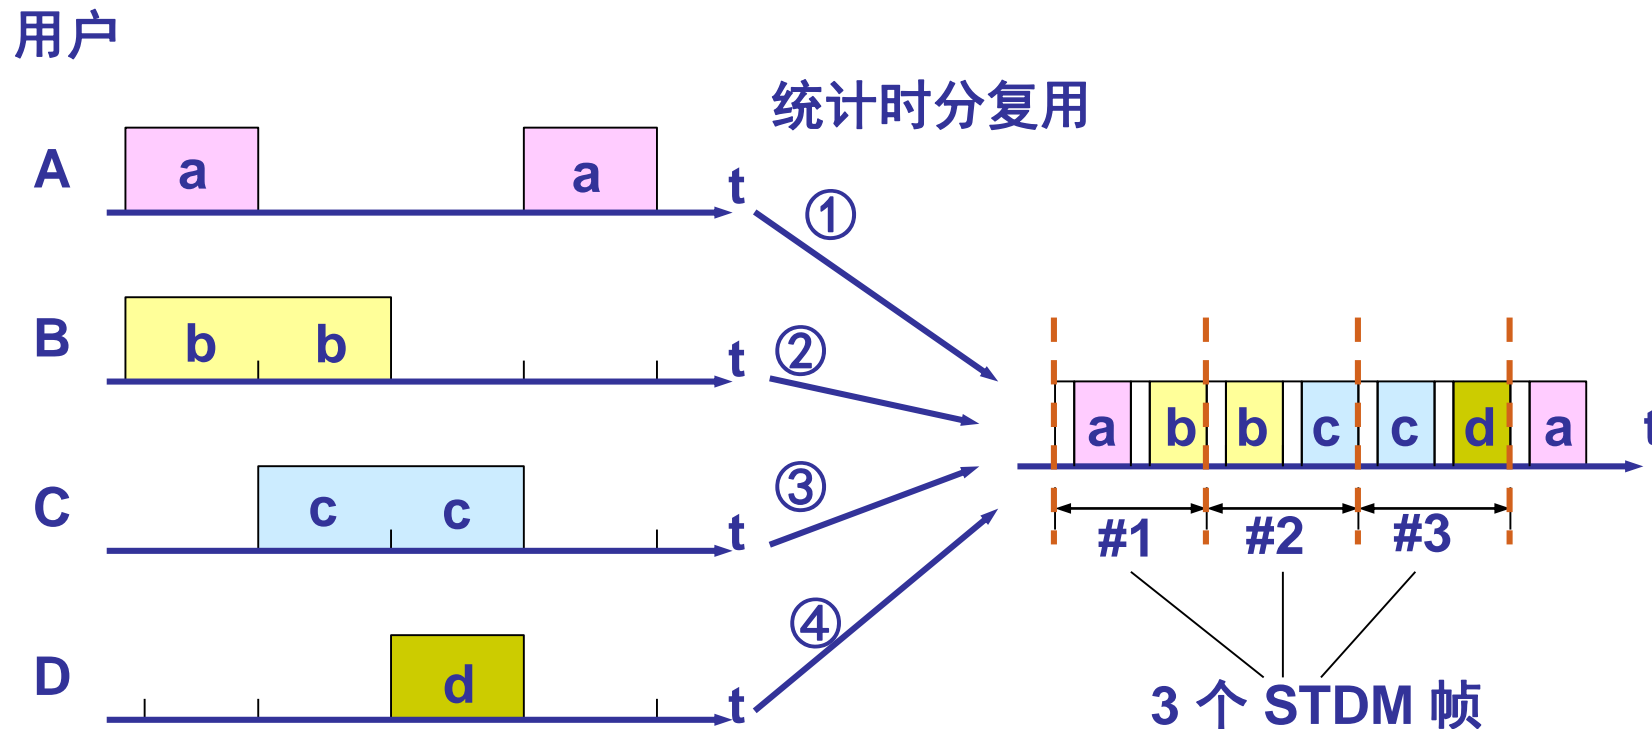 用户
统计时分复用
A a a t ①
B b b t ②
C c c t ③
D d t ④
a b b c c d a t
#1 #2 #3
3 个 STDM 帧